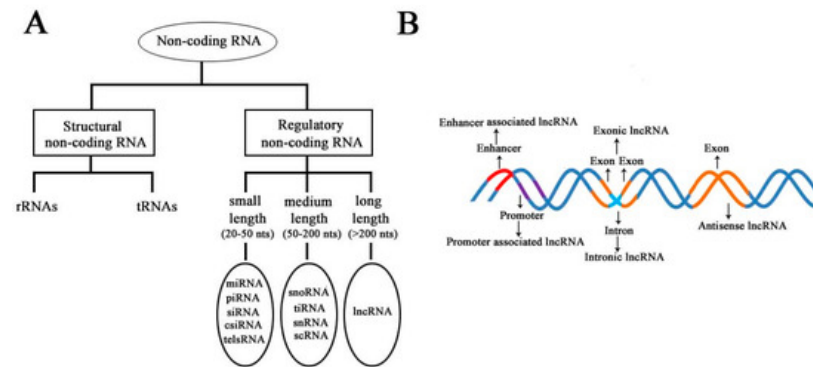 A
Non-coding RNA
Structural
non-coding RNA
Regulatory
non-coding RNA
rRNAs
tRNAs
small
length
(20-50 nts)
medium
length
(50-200 nts)
long
length
(>200 nts)
miRNA
piRNA
siRNA
csiRNA
telsRNA
snoRNA
tiRNA
snRNA
scRNA
lncRNA
B
Enhancer associated lncRNA
Enhancer
Exonic lncRNA
Exon Exon
Exon
Promoter
Promoter associated lncRNA
Intron
Intronic lncRNA
Antisense lncRNA